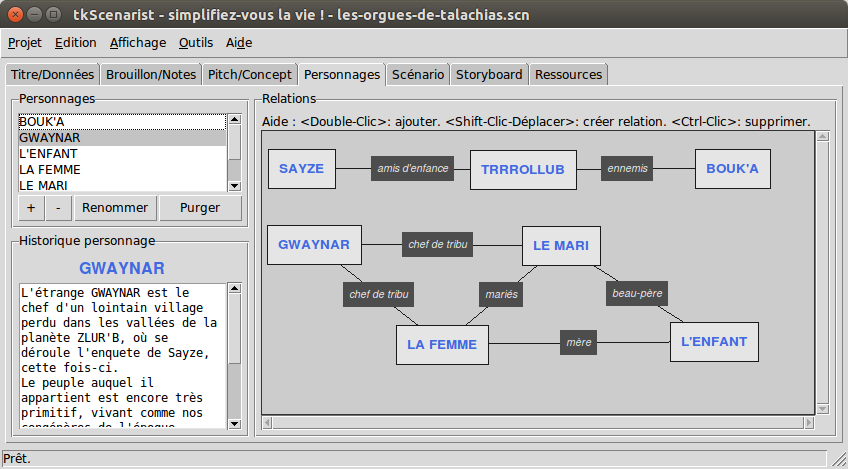 tkScenarist - simplifiez-vous la vie ! - les-orgues-de-talachias.scn
Projet Edition Affichage Outils Aide
Titre/Données Brouillon/Notes Pitch/Concept Personnages Scénario Storyboard Ressources
Personnages
BOUK'A
GWAYNAR
L'ENFANT
LA FEMME
LE MARI
+ - Renommer Purger
Historique personnage
GWAYNAR
L'étrange GWAYNAR est le
chef d'un lointain village
perdu dans les vallées de la
planète ZLUR'B, où se
déroule l'enquete de Sayze,
cette fois-ci.
Le peuple auquel il
appartient est encore très
primitif, vivant comme nos
Relations
Aide : <Double-Clic>: ajouter. <Shift-Clic-Déplacer>: créer relation. <Ctrl-Clic>: supprimer.
SAYZE amis d'enfance TRRROLLUB ennemis BOUK'A
GWAYNAR chef de tribu LE MARI
chef de tribu mariés beau-père
LA FEMME mère L'ENFANT
Prêt.